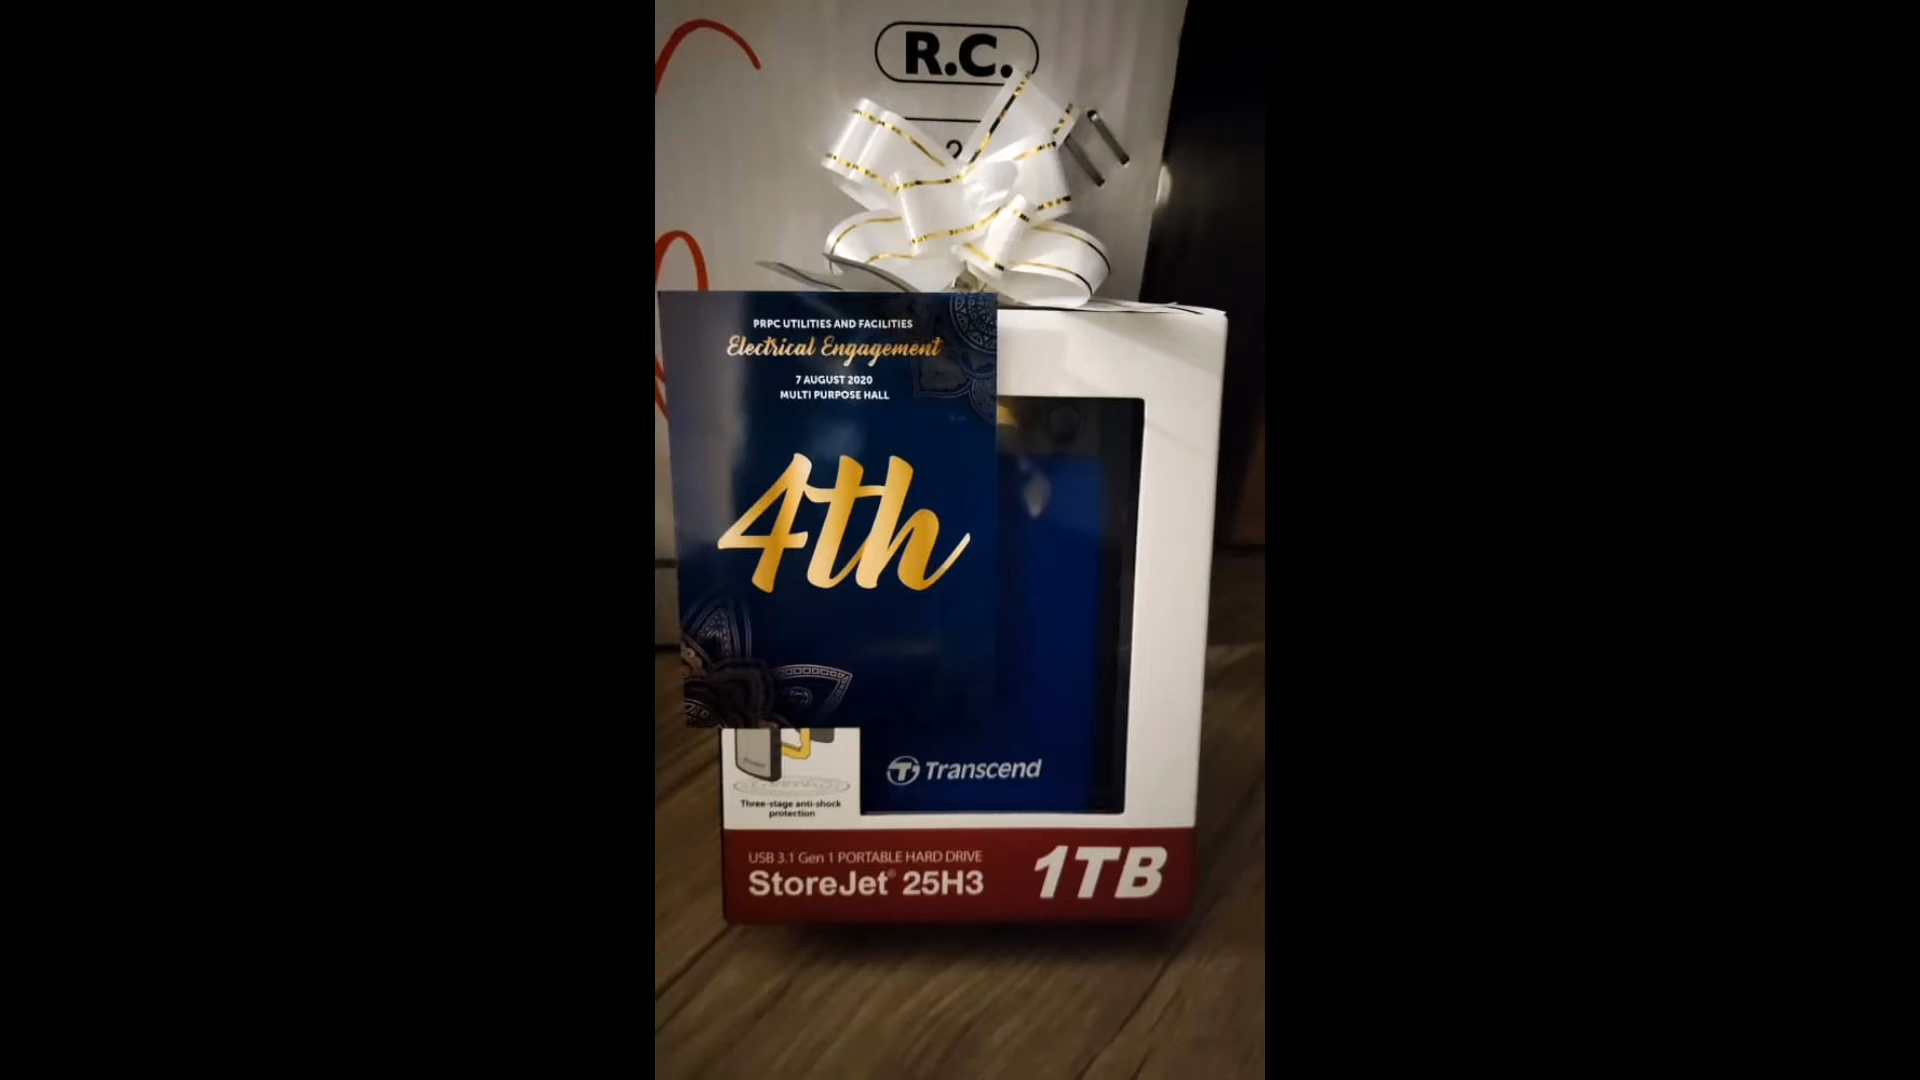 R.C.
PRPC UTILITIES AND FACILITIES
Electrical Engagement
7 AUGUST 2020
MULTI PURPOSE HALL
4th
Transcend
Three-stage anti-shock
protection
USB 3.1 Gen 1 PORTABLE HARD DRIVE
StoreJet® 25H3
1TB